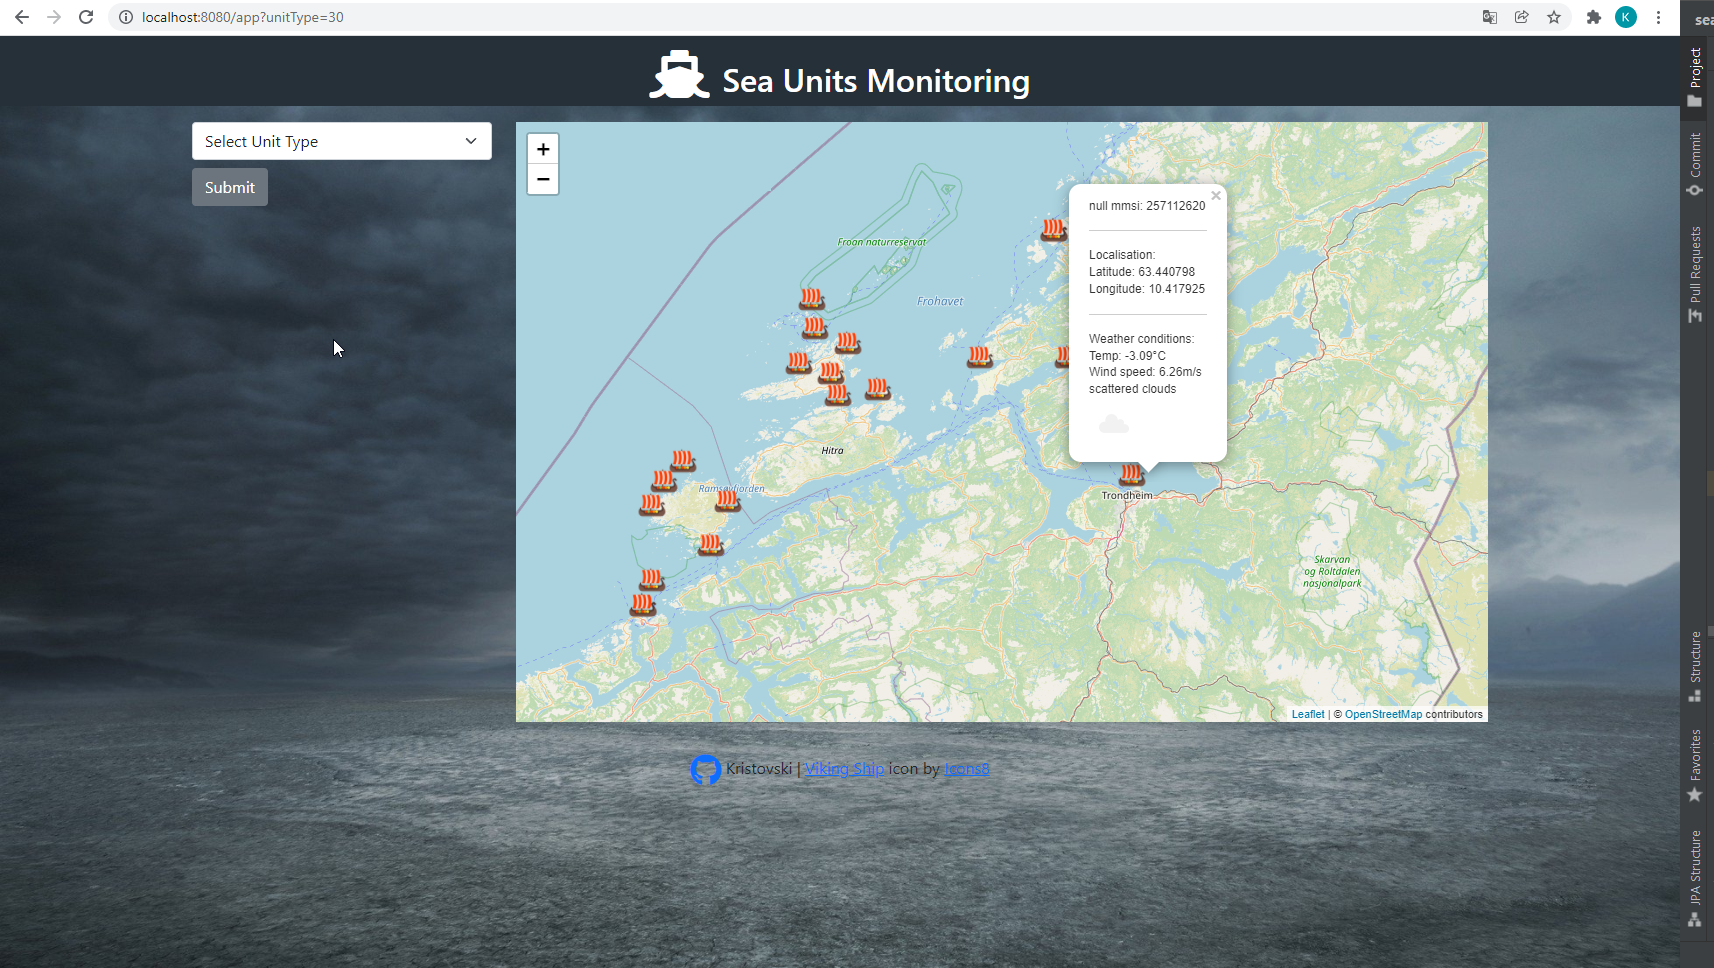 localhost:8080/app?unitType=30
K
Sea Units Monitoring
Select Unit Type
Submit
+
−
Froan naturreservat
Frohavet
Hitra
Ramsøyfjorden
Trondheim
Skarvan
og Roltdalen
nasjonalpark
×
null mmsi: 257112620
Localisation:
Latitude: 63.440798
Longitude: 10.417925
Weather conditions:
Temp: -3.09°C
Wind speed: 6.26m/s
scattered clouds
Leaflet | © OpenStreetMap contributors
Kristovski | Viking Ship icon by Icons8
sea
Project
Commit
Pull Requests
Structure
Favorites
JPA Structure